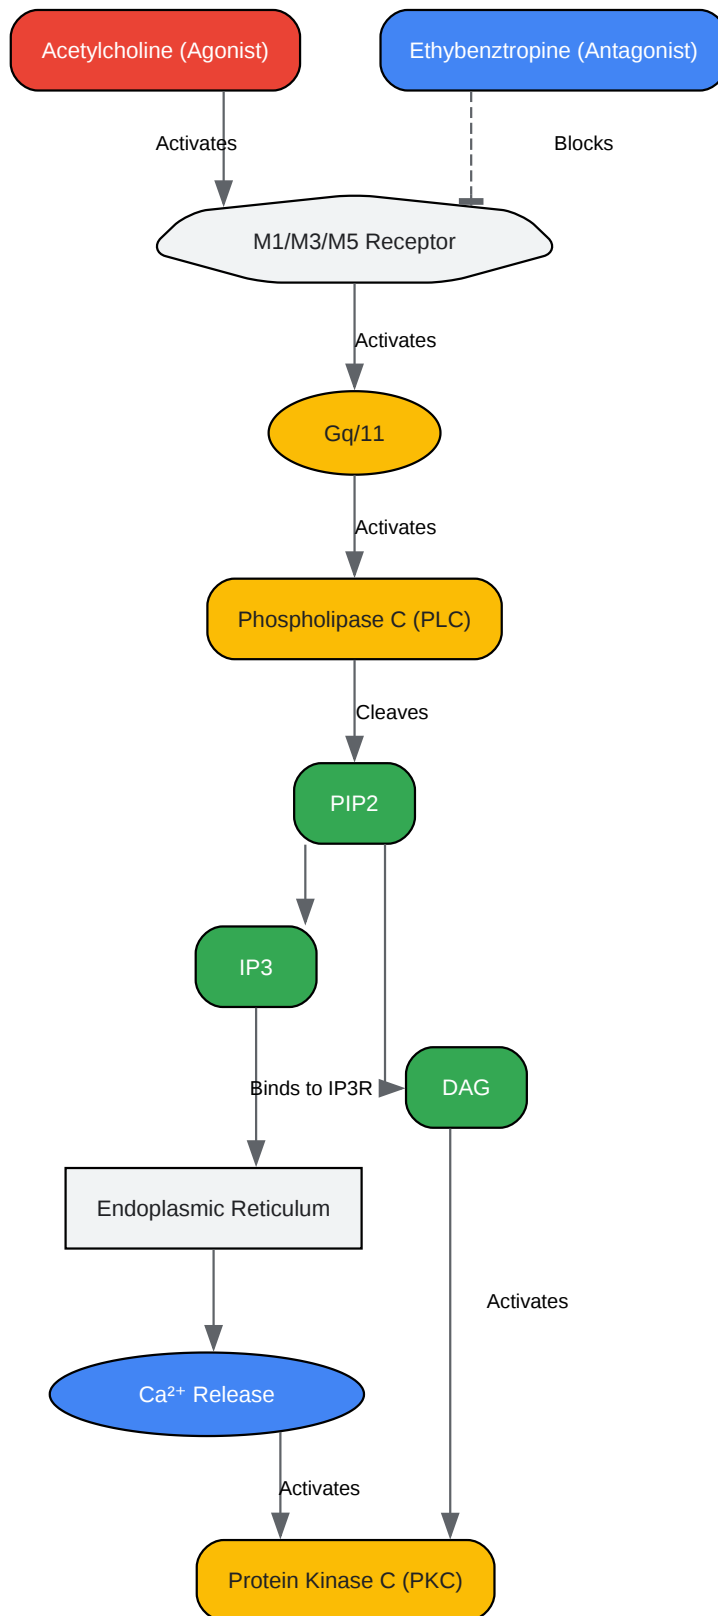 Acetylcholine (Agonist)
Ethybenztropine (Antagonist)
Activates
Blocks
M1/M3/M5 Receptor
Activates
Gq/11
Activates
Phospholipase C (PLC)
Cleaves
PIP2
IP3
Binds to IP3R
DAG
Endoplasmic Reticulum
Activates
Ca²⁺ Release
Activates
Protein Kinase C (PKC)